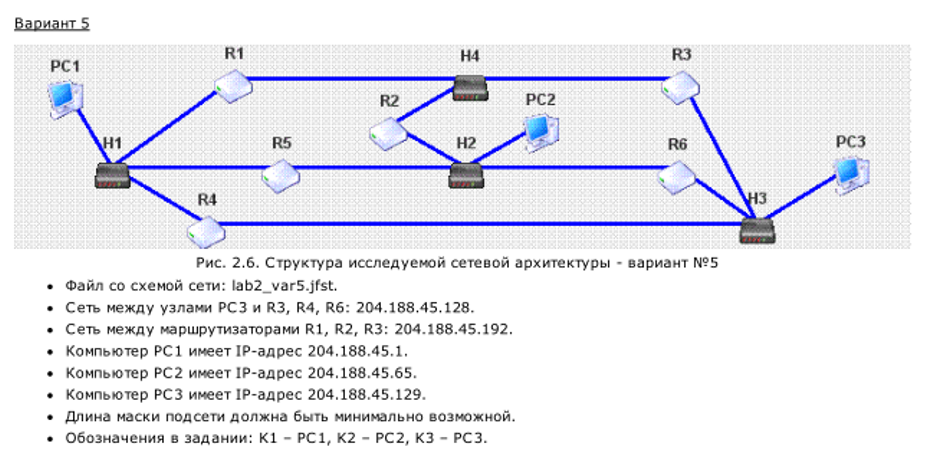 Вариант 5
R1 H4 R3
PC1
R2 PC2
H1 R5 H2 R6 PC3
R4 H3
Рис. 2.6. Структура исследуемой сетевой архитектуры - вариант №5
• Файл со схемой сети: lab2_var5.jfst.
• Сеть между узлами PC3 и R3, R4, R6: 204.188.45.128.
• Сеть между маршрутизаторами R1, R2, R3: 204.188.45.192.
• Компьютер PC1 имеет IP-адрес 204.188.45.1.
• Компьютер PC2 имеет IP-адрес 204.188.45.65.
• Компьютер PC3 имеет IP-адрес 204.188.45.129.
• Длина маски подсети должна быть минимально возможной.
• Обозначения в задании: К1 – PC1, К2 – PC2, К3 – PC3.